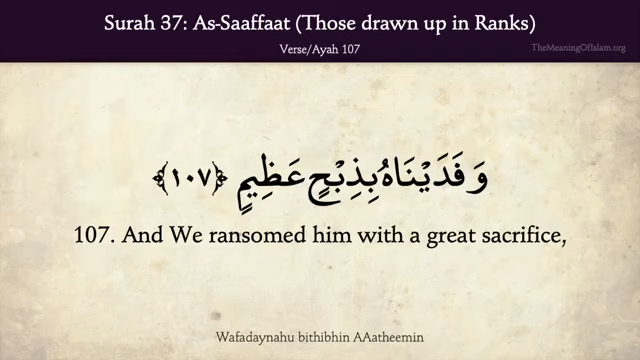 Surah 37: As-Saaffaat (Those drawn up in Ranks)
Verse/Ayah 107
TheMeaningOfIslam.org
وَفَدَيْنَاهُ بِذِبْحٍ عَظِيمٍ ﴿١٠٧﴾
107. And We ransomed him with a great sacrifice,
Wafadaynahu bithibhin AAatheemin